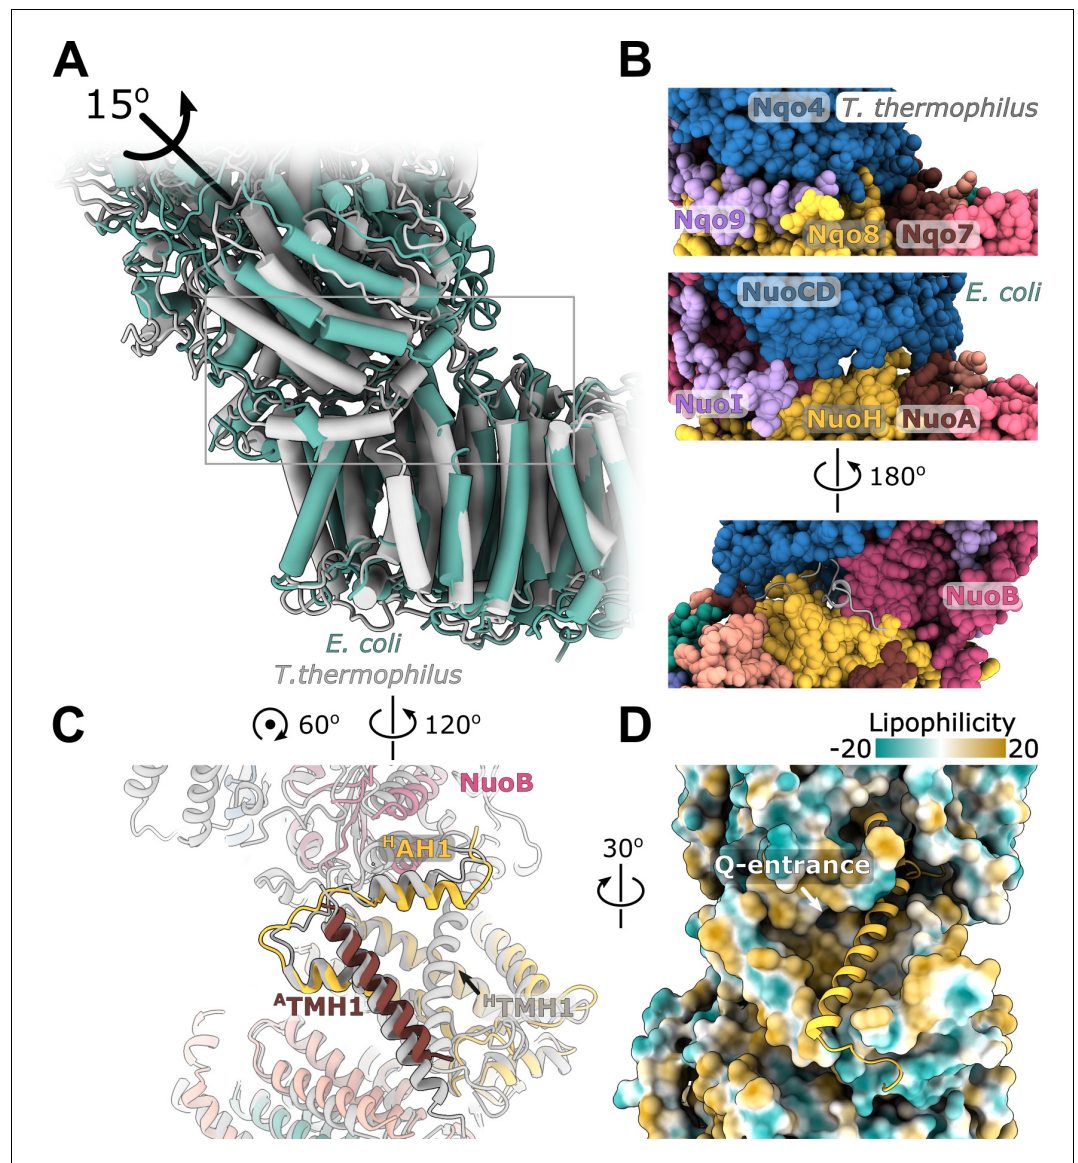 A
15°
E. coli
T.thermophilus
B
Nqo4 T. thermophilus
Nqo9
Nqo8 Nqo7
NuoCD
E. coli
NuoI
NuoH NuoA
180°
NuoB
C
60° 120°
NuoB
ᴴAH1
ᴬTMH1
ᴴTMH1
D
Lipophilicity
-20 20
30°
Q-entrance